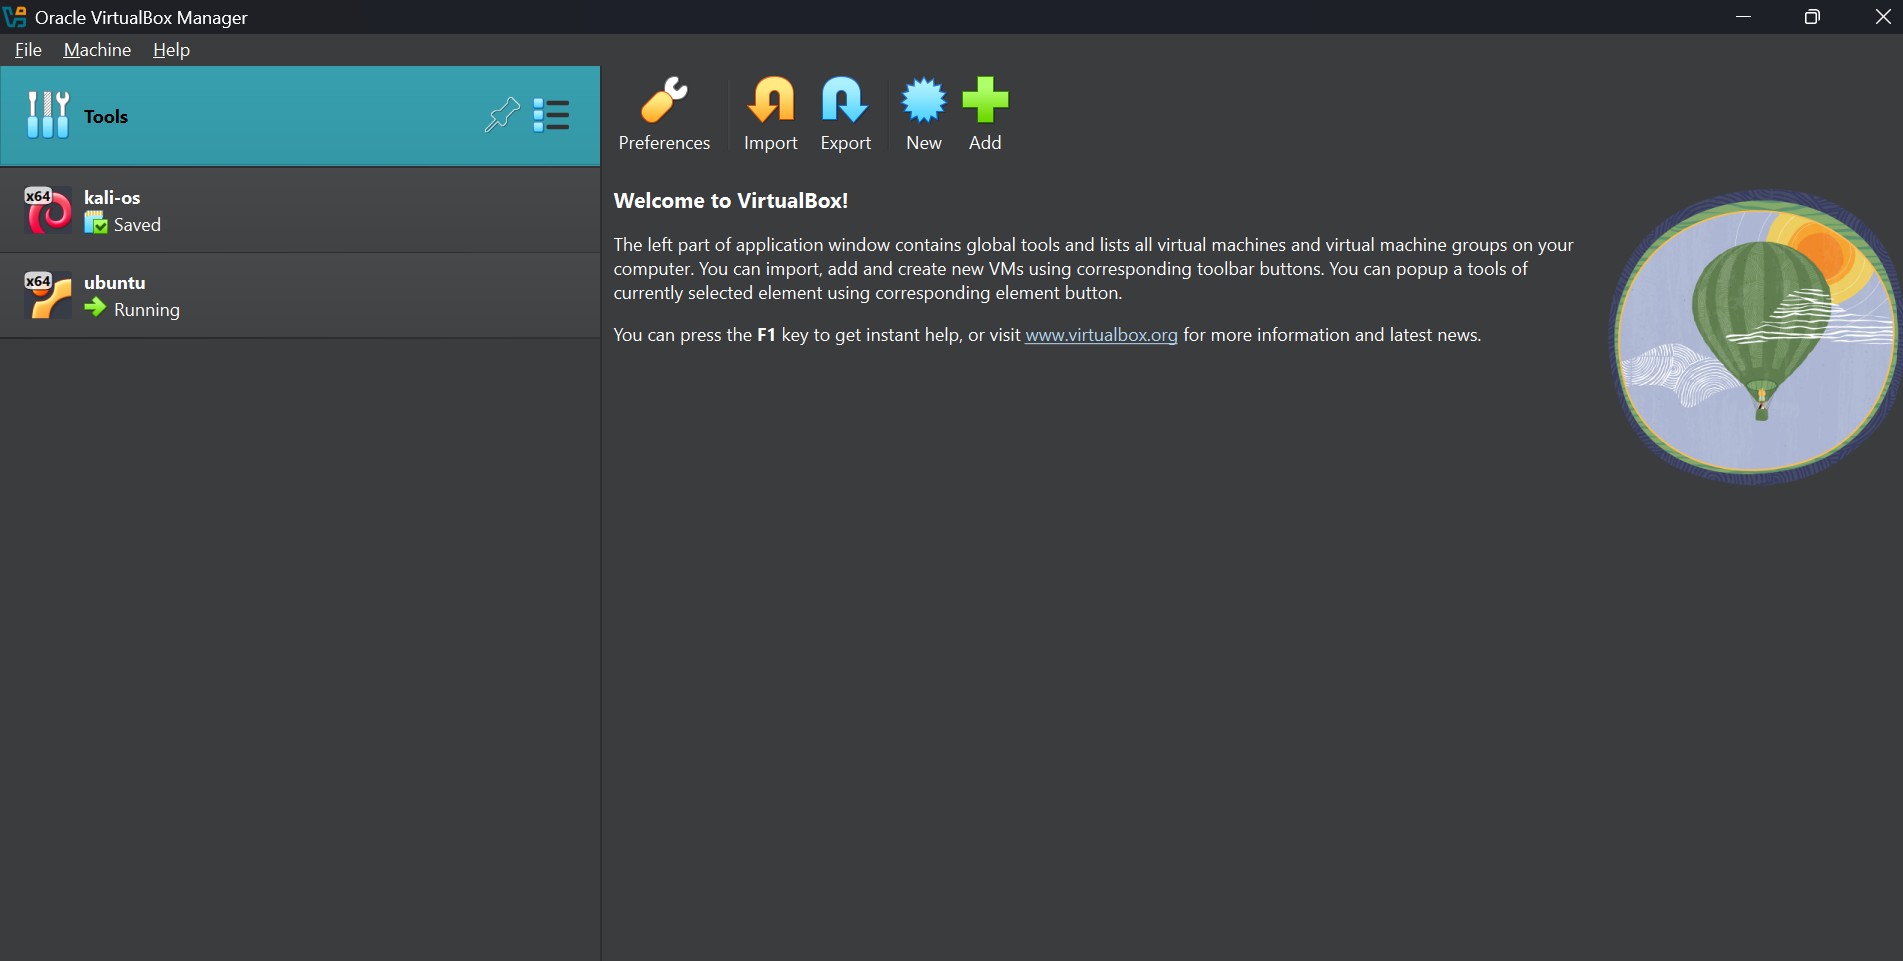 Oracle VirtualBox Manager
File Machine Help
Tools
Preferences Import Export New Add
x64 kali-os
Saved
x64 ubuntu
Running
Welcome to VirtualBox!
The left part of application window contains global tools and lists all virtual machines and virtual machine groups on your
computer. You can import, add and create new VMs using corresponding toolbar buttons. You can popup a tools of
currently selected element using corresponding element button.
You can press the F1 key to get instant help, or visit www.virtualbox.org for more information and latest news.